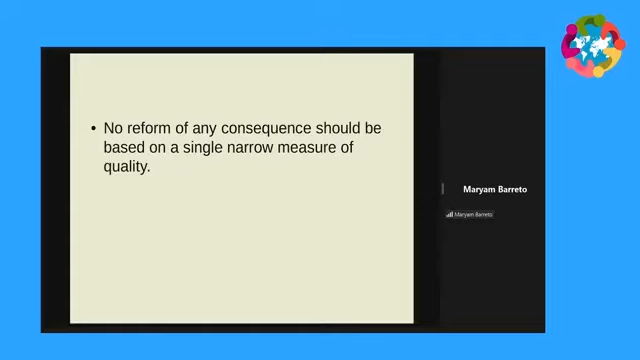 • No reform of any consequence should be
based on a single narrow measure of
quality.
Maryam Barreto
Maryam Barreto